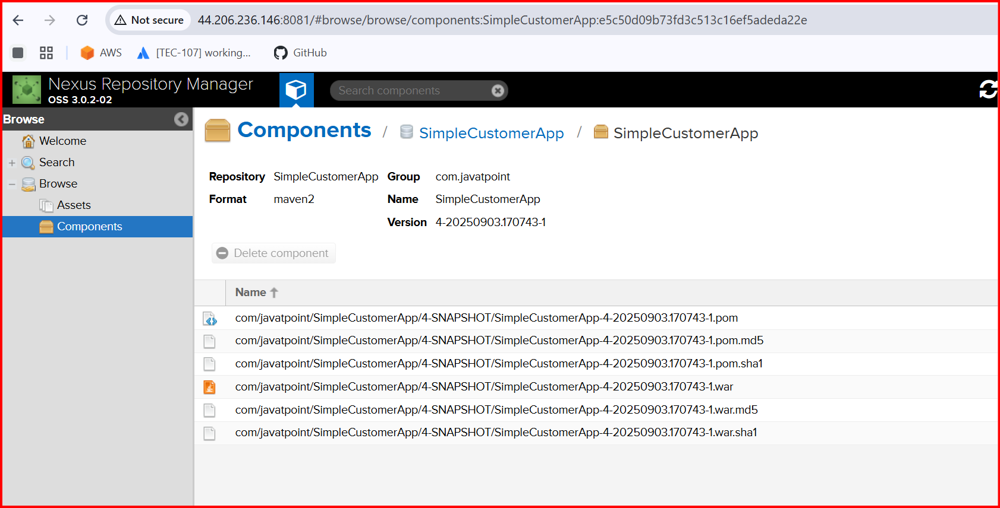 Not secure 44.206.236.146:8081/#browse/browse/components:SimpleCustomerApp:e5c50d09b73fd3c513c16ef5adeda22e
AWS [TEC-107] working... GitHub
Nexus Repository Manager
OSS 3.0.2-02
Search components
Browse
Welcome
Search
Browse
Assets
Components
Components / SimpleCustomerApp / SimpleCustomerApp
Repository SimpleCustomerApp Group com.javatpoint
Format maven2 Name SimpleCustomerApp
Version 4-20250903.170743-1
Delete component
Name
com/javatpoint/SimpleCustomerApp/4-SNAPSHOT/SimpleCustomerApp-4-20250903.170743-1.pom
com/javatpoint/SimpleCustomerApp/4-SNAPSHOT/SimpleCustomerApp-4-20250903.170743-1.pom.md5
com/javatpoint/SimpleCustomerApp/4-SNAPSHOT/SimpleCustomerApp-4-20250903.170743-1.pom.sha1
com/javatpoint/SimpleCustomerApp/4-SNAPSHOT/SimpleCustomerApp-4-20250903.170743-1.war
com/javatpoint/SimpleCustomerApp/4-SNAPSHOT/SimpleCustomerApp-4-20250903.170743-1.war.md5
com/javatpoint/SimpleCustomerApp/4-SNAPSHOT/SimpleCustomerApp-4-20250903.170743-1.war.sha1